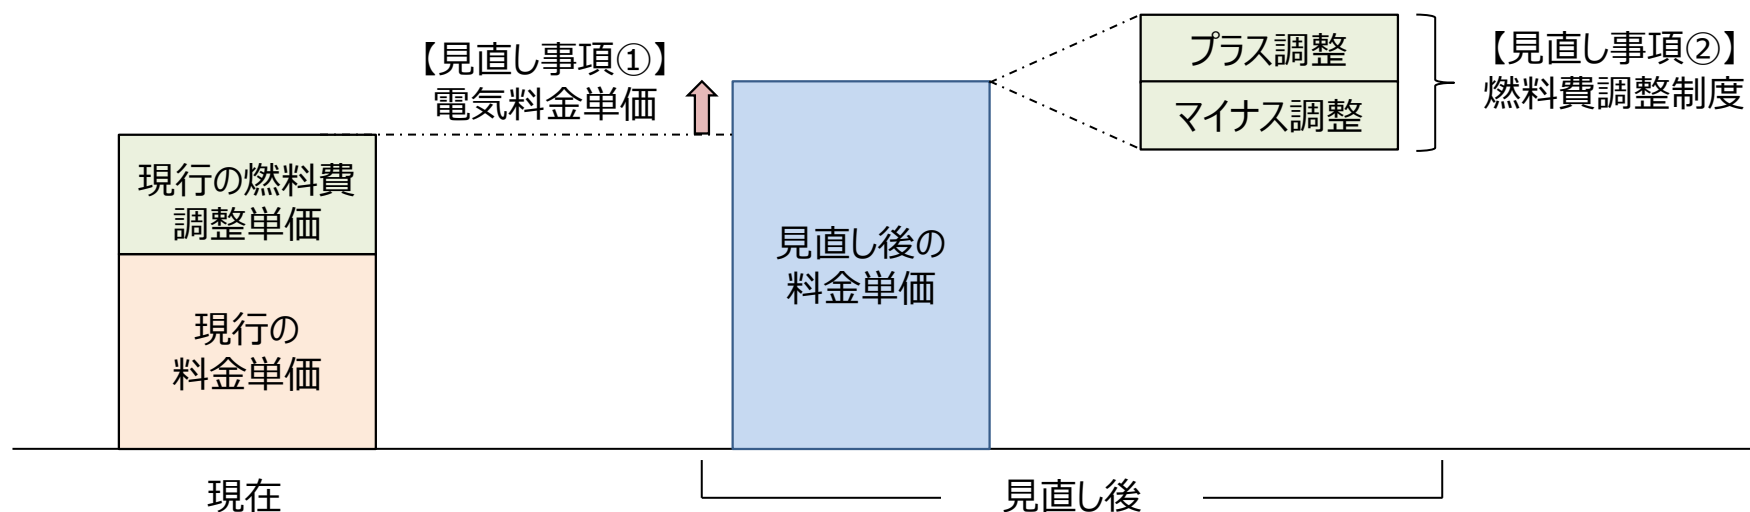 【見直し事項①】
電気料金単価
プラス調整
マイナス調整
【見直し事項②】
燃料費調整制度
現行の燃料費
調整単価
現行の
料金単価
見直し後の
料金単価
現在
見直し後